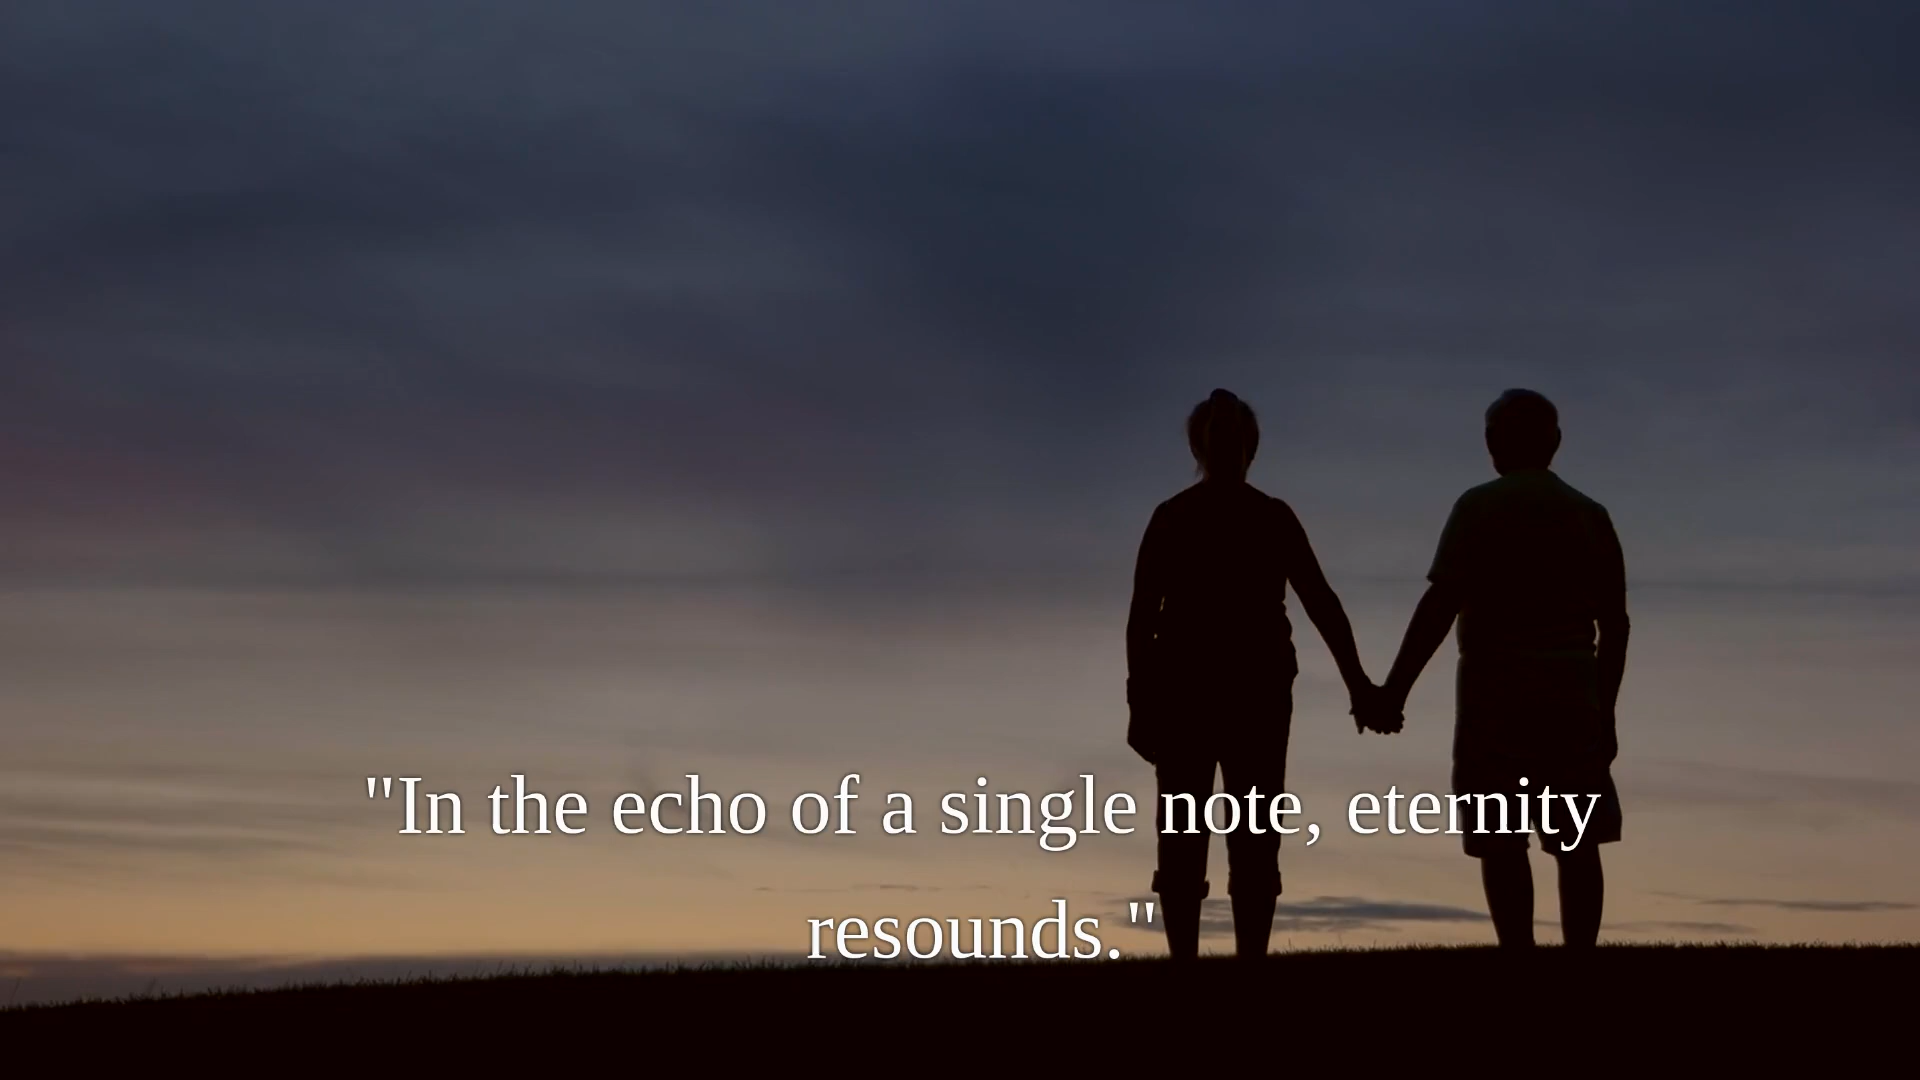 "In the echo of a single note, eternity
resounds."